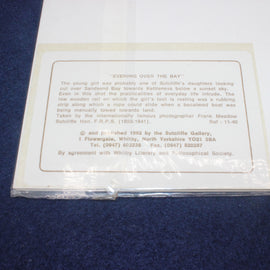 "EVENING OVER THE BAY"
The young girl was probably one of Sutcliffe's daughters looking
out over Sandsend Bay towards Kettleness below a sunset sky.
Even in this shot the practicalities of everyday life intrude. The
low wooden rail on which the girl's foot is resting was a rubbing
strip along which a rope could slide when a becalmed boat was
being manually towed towards land.
Taken by the internationally famous photographer Frank Meadow
Sutcliffe Hon. F.R.P.S. (1853-1941). Ref : 11-40
© and published 1992 by the Sutcliffe Gallery,
1 Flowergate, Whitby, North Yorkshire YO21 3BA
Tel. (0947) 602239 Fax. (0947) 820287
By agreement with Whitby Literary and Philosophical Society.